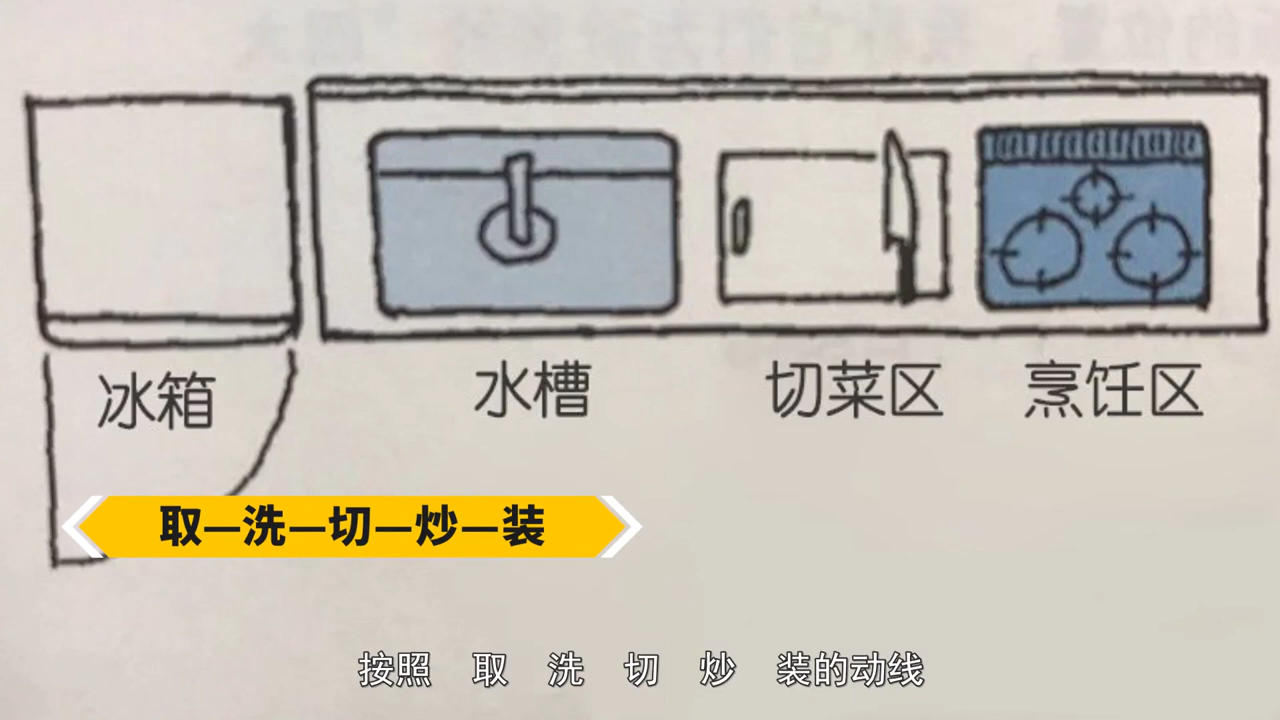 冰箱
水槽
切菜区
烹饪区
取—洗—切—炒—装
按照 取 洗 切 炒 装的动线